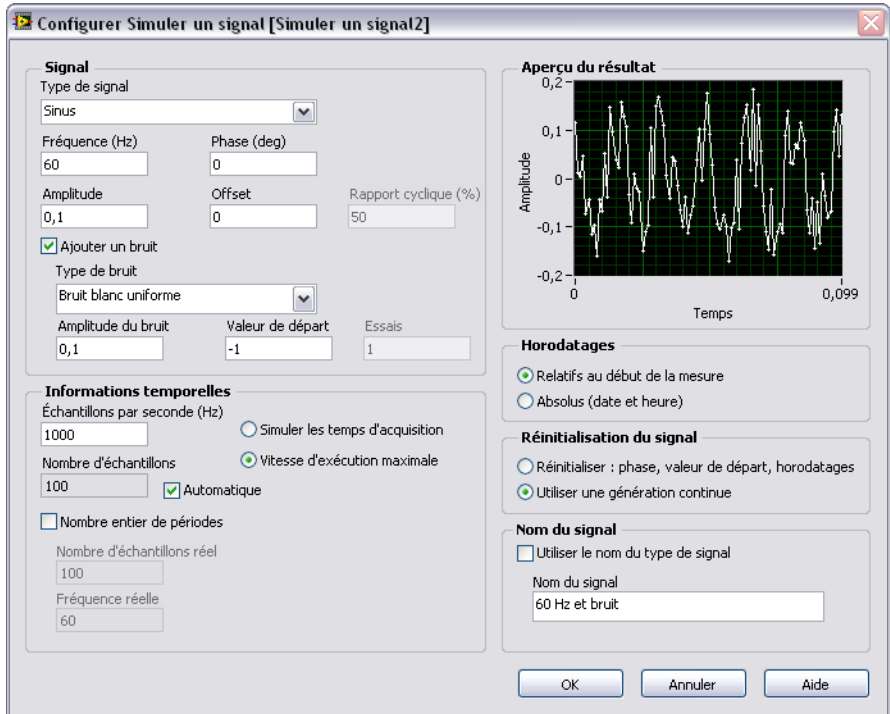 Configurer Simuler un signal [Simuler un signal2]
Signal
Type de signal
Sinus
Fréquence (Hz)
Phase (deg)
60
0
Amplitude
Offset
Rapport cyclique (%)
0,1
0
50
Ajouter un bruit
Type de bruit
Bruit blanc uniforme
Amplitude du bruit
Valeur de départ
Essais
0,1
-1
1
Informations temporelles
Échantillons par seconde (Hz)
1000
Simuler les temps d'acquisition
Nombre d'échantillons
Vitesse d'exécution maximale
100
Automatique
Nombre entier de périodes
Nombre d'échantillons réel
100
Fréquence réelle
60
Aperçu du résultat
0,2
0,1
0
-0,1
-0,2
Amplitude
0
0,099
Temps
Horodatages
Relatifs au début de la mesure
Absolus (date et heure)
Réinitialisation du signal
Réinitialiser : phase, valeur de départ, horodatages
Utiliser une génération continue
Nom du signal
Utiliser le nom du type de signal
Nom du signal
60 Hz et bruit
OK
Annuler
Aide